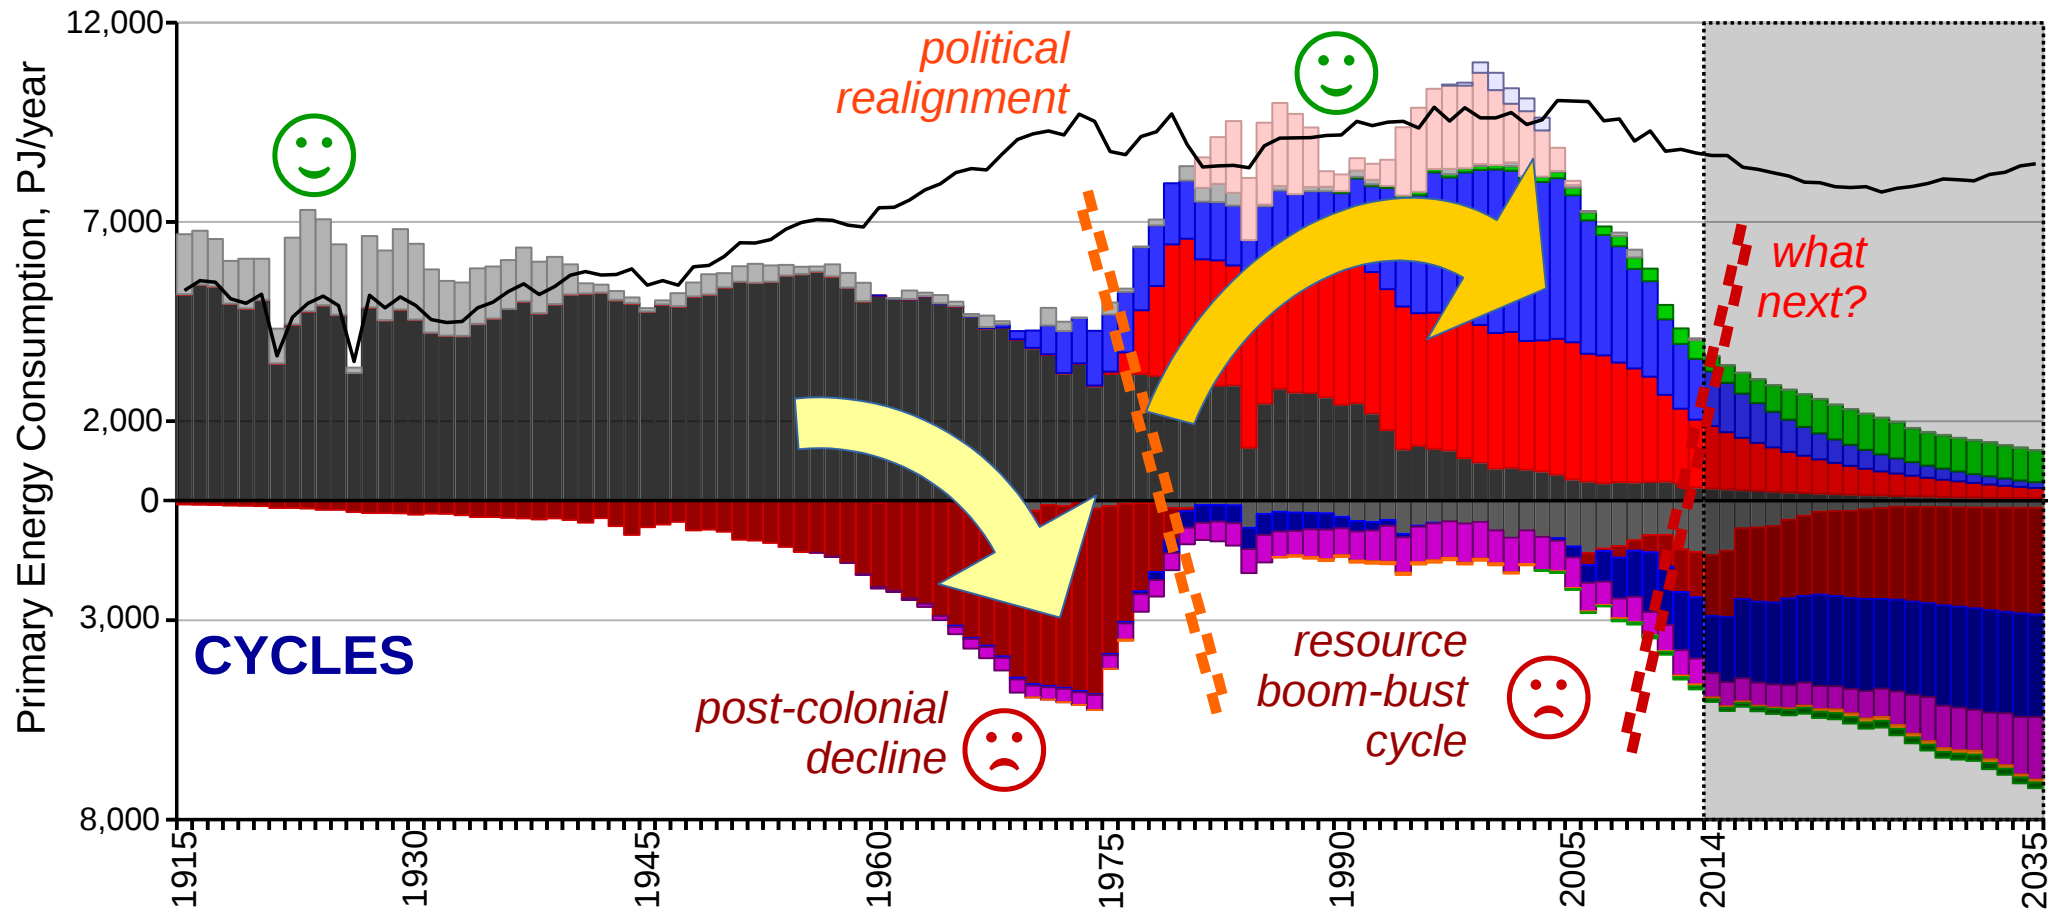 Primary Energy Consumption, PJ/year
12,000
7,000
2,000
0
3,000
8,000
political
realignment
what
next?
CYCLES
post-colonial
decline
resource
boom-bust
cycle
1915
1930
1945
1960
1975
1990
2005
2014
2035